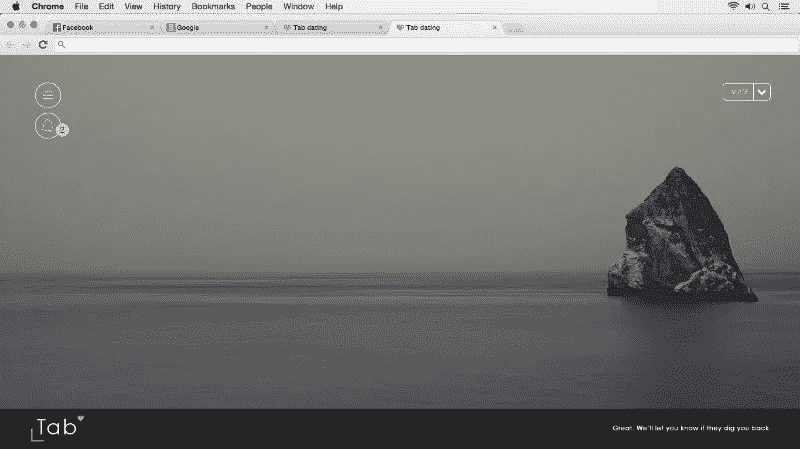 Chrome File Edit View History Bookmarks People Window Help
Facebook
Google
Tab dating
Tab dating
2
Tab
Great. We'll let you know if they dig you back.